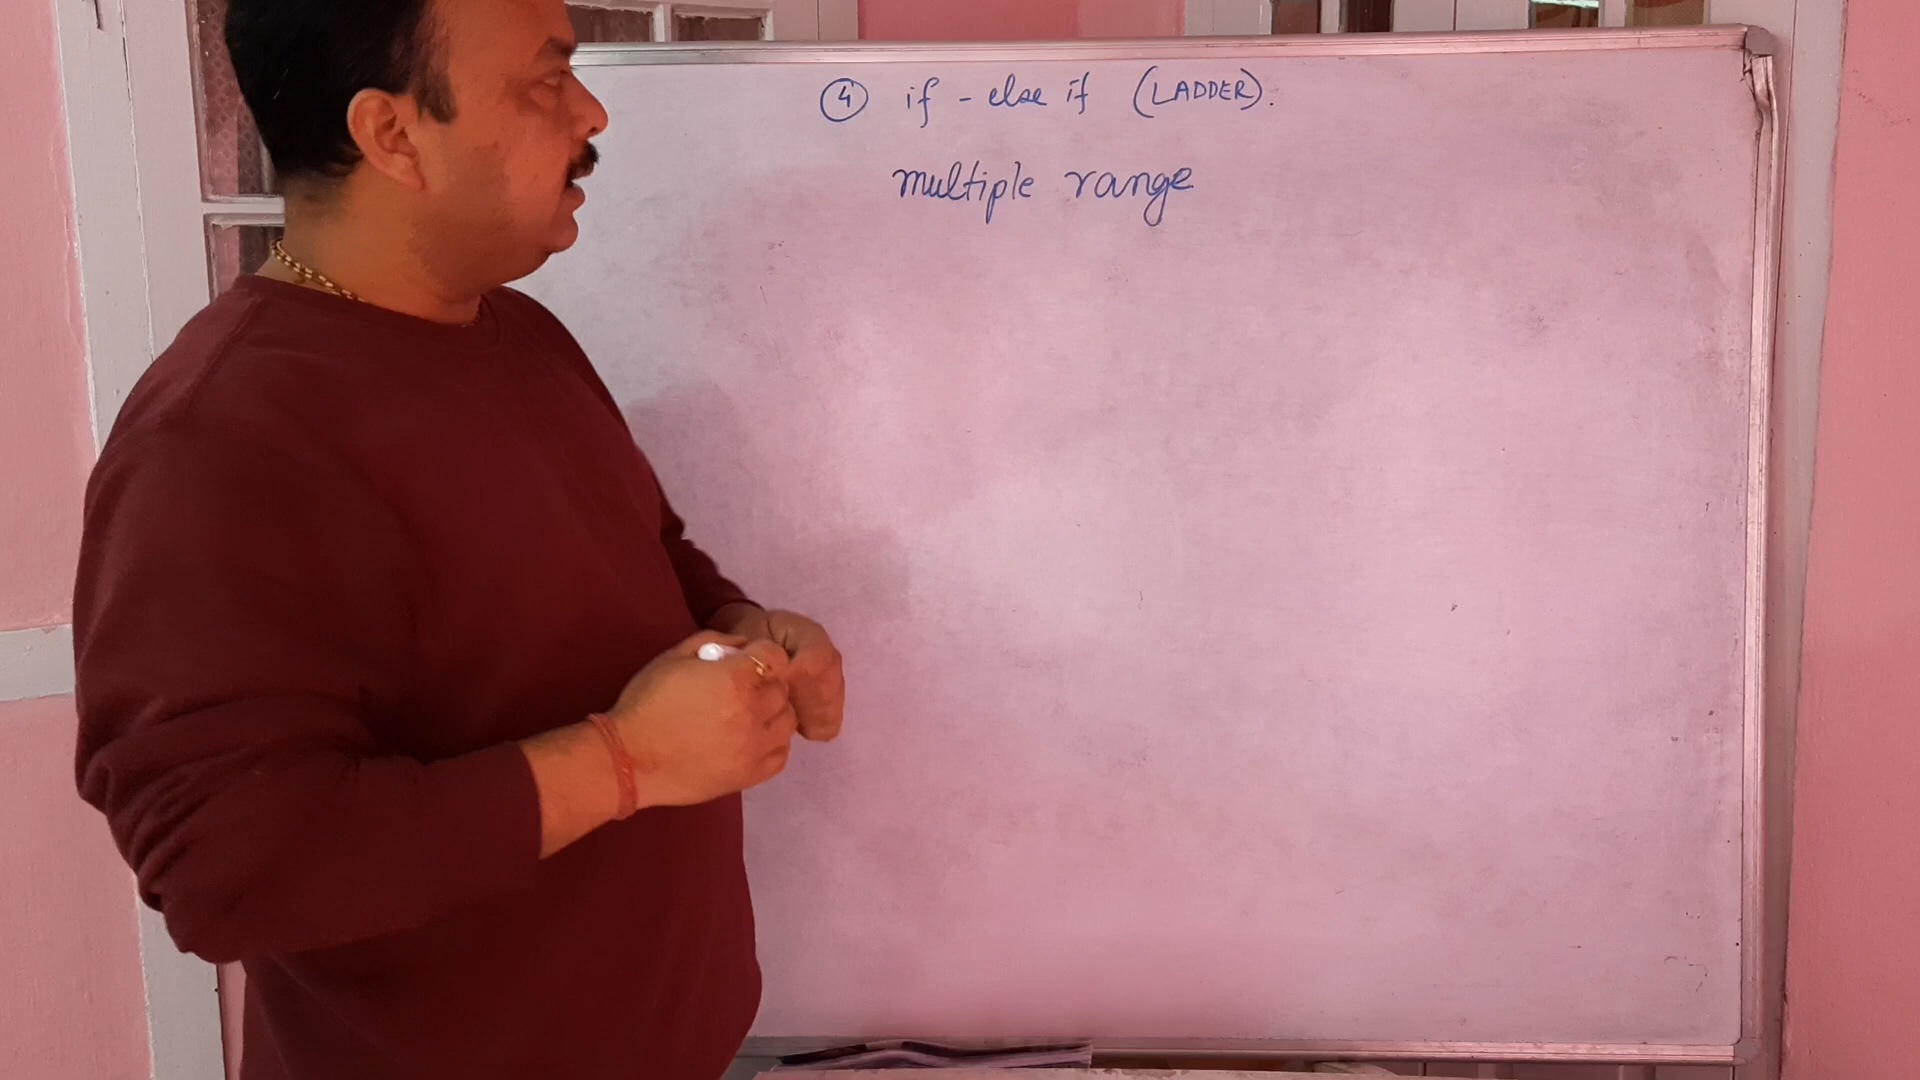 ④ if - else if (LADDER).
multiple range